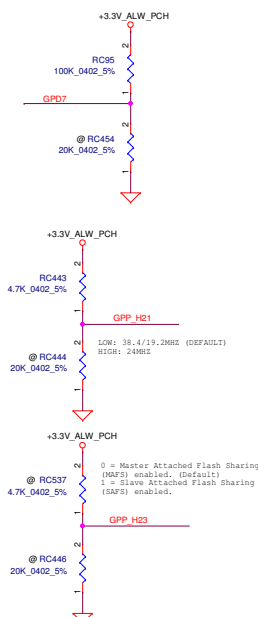 +3.3V_ALW_PCH
2
RC95
100K_0402_5%
1
GPD7
2
@ RC454
20K_0402_5%
1
+3.3V_ALW_PCH
2
RC443
4.7K_0402_5%
1
GPP_H21
2
LOW: 38.4/19.2MHZ (DEFAULT)
HIGH: 24MHZ
@ RC444
20K_0402_5%
1
+3.3V_ALW_PCH
2
0 = Master Attached Flash Sharing
(MAFS) enabled. (Default)
1 = Slave Attached Flash Sharing
(SAFS) enabled.
@ RC537
4.7K_0402_5%
1
GPP_H23
2
@ RC446
20K_0402_5%
1